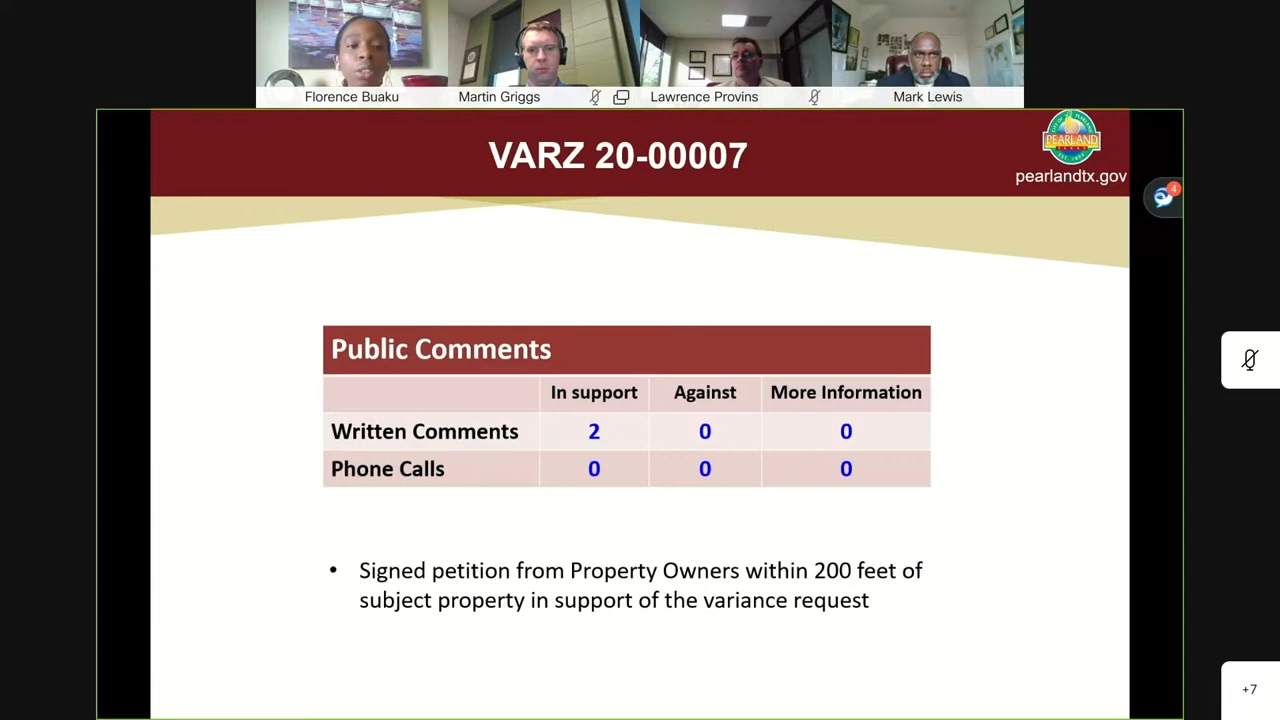 Florence Buaku
Martin Griggs
Lawrence Provins
Mark Lewis
VARZ 20-00007
PEARLAND
pearlandtx.gov
4
Public Comments
In support Against More Information
Written Comments 2 0 0
Phone Calls 0 0 0
• Signed petition from Property Owners within 200 feet of
subject property in support of the variance request
+7